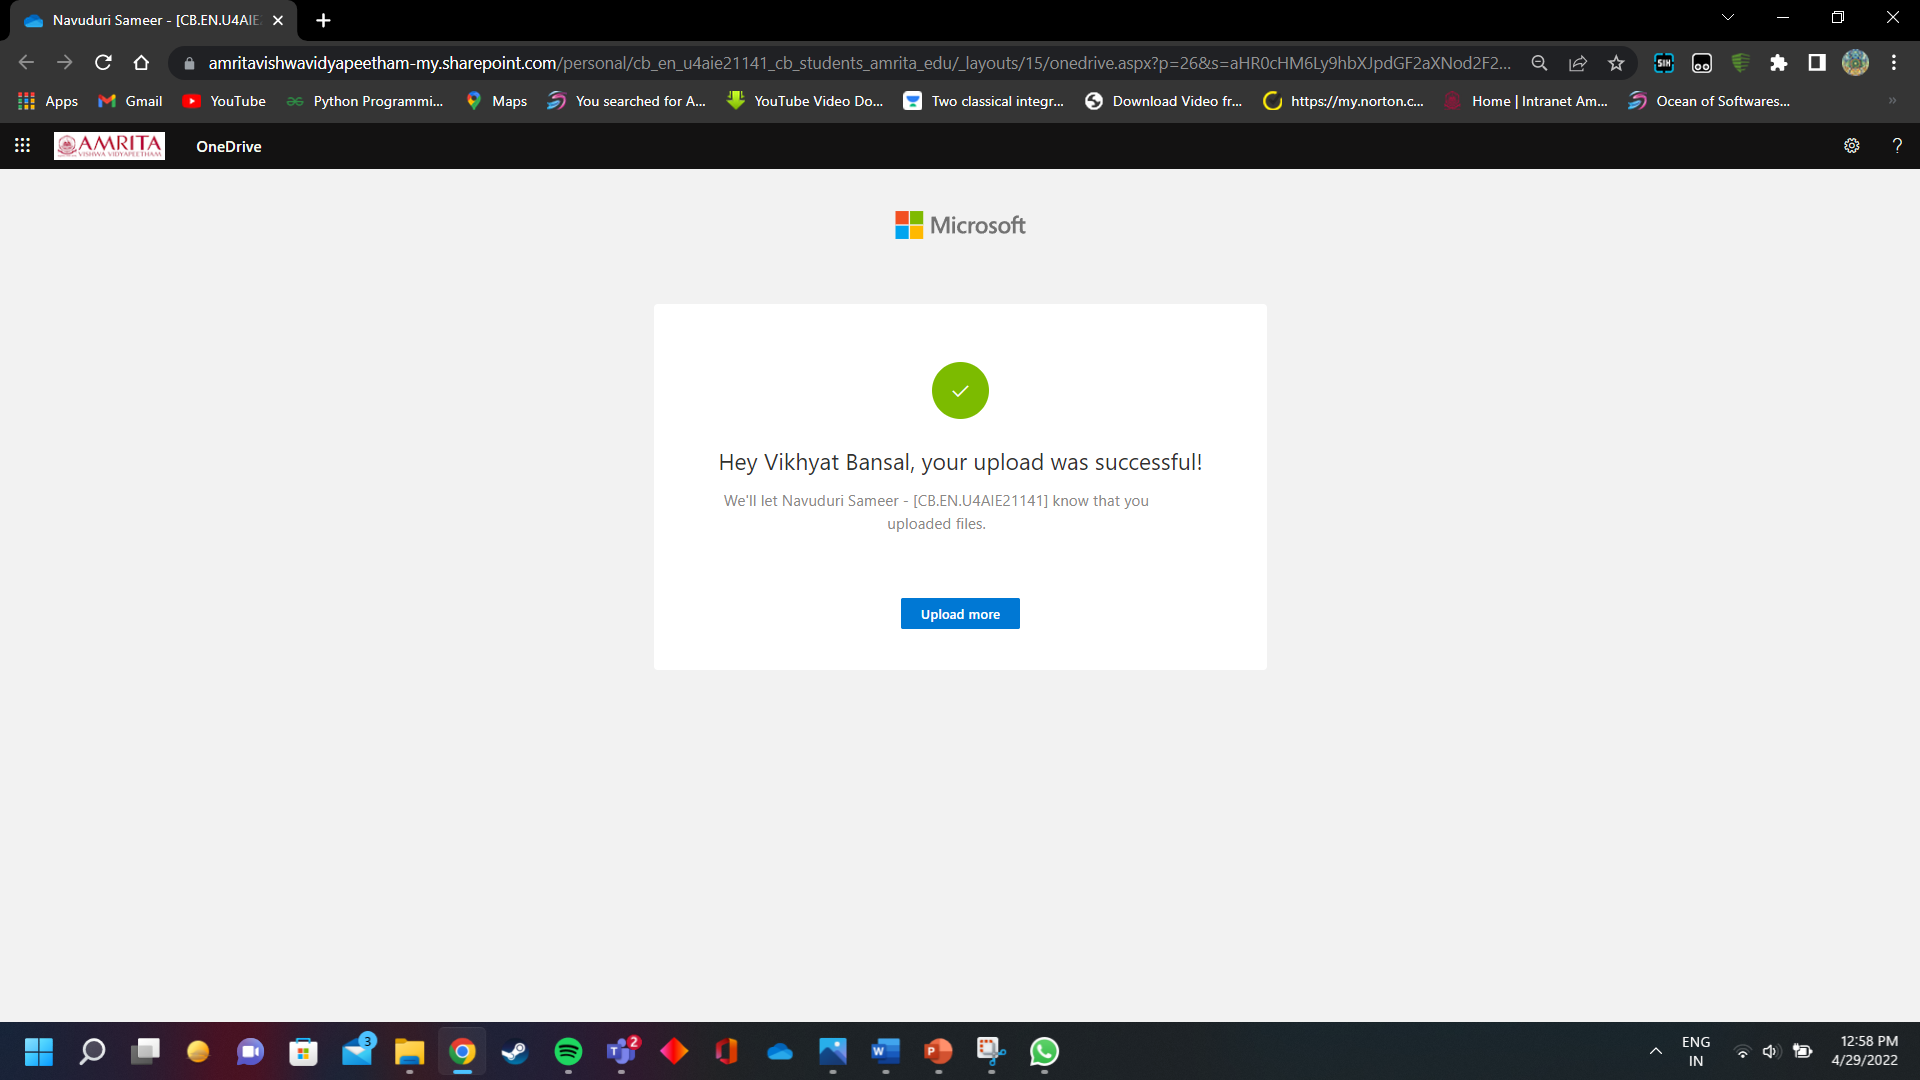 Navuduri Sameer - [CB.EN.U4AIE
amritavishwavidyapeetham-my.sharepoint.com/personal/cb_en_u4aie21141_cb_students_amrita_edu/_layouts/15/onedrive.aspx?p=26&s=aHR0cHM6Ly9hbXJpdGF2aXNod2F2...
SIH
Apps
Gmail
YouTube
Python Programmi...
Maps
You searched for A...
YouTube Video Do...
Two classical integr...
Download Video fr...
https://my.norton.c...
Home | Intranet Am...
Ocean of Softwares...
»
AMRITA
VISHWA VIDYAPEETHAM
OneDrive
?
Microsoft
Hey Vikhyat Bansal, your upload was successful!
We'll let Navuduri Sameer - [CB.EN.U4AIE21141] know that you
uploaded files.
Upload more
3
2
ENG
IN
12:58 PM
4/29/2022